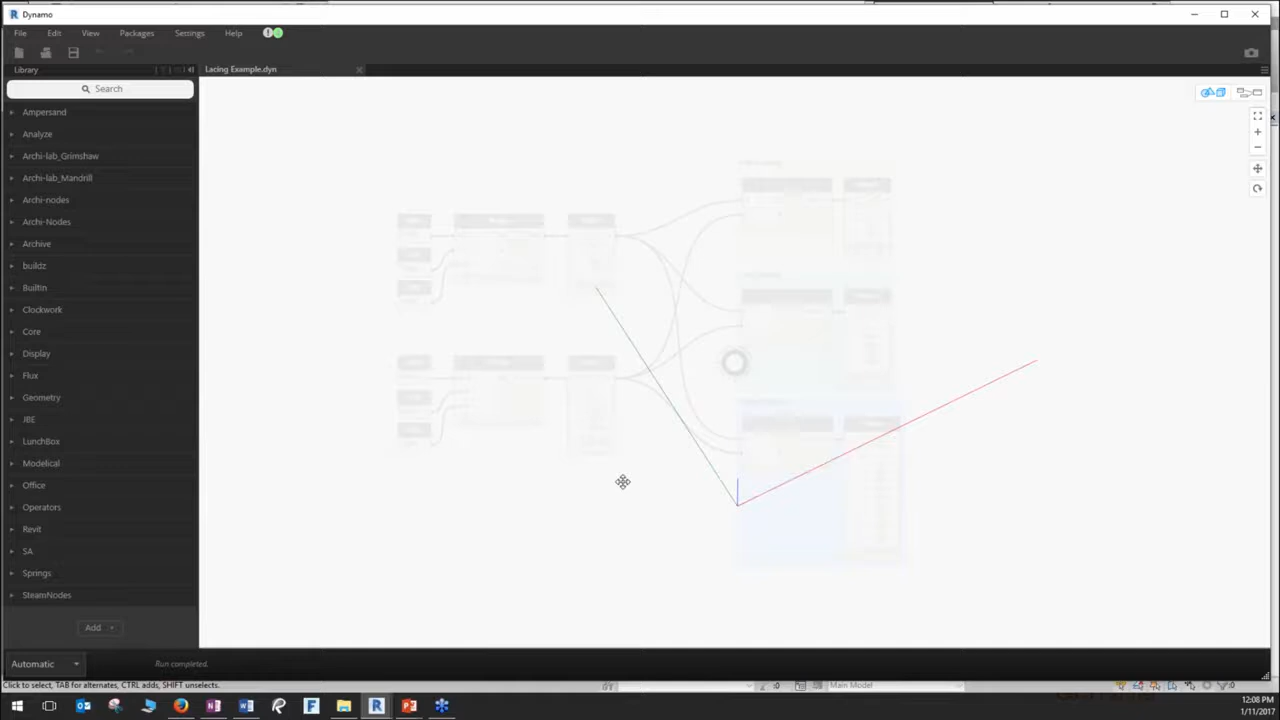 Dynamo
File Edit View Packages Settings Help
Library
Lacing Example.dyn
Search
Ampersand
Analyze
Archi-lab_Grimshaw
Archi-lab_Mandrill
Archi-nodes
Archi-Nodes
Archive
buildz
BuiltIn
Clockwork
Core
Display
Flux
Geometry
JBE
LunchBox
Modelical
Office
Operators
Revit
SA
Springs
SteamNodes
Add
Automatic
Run completed.
Click to select, TAB for alternates, CTRL adds, SHIFT unselects.
:0
Main Model
:0
12:08 PM
1/11/2017